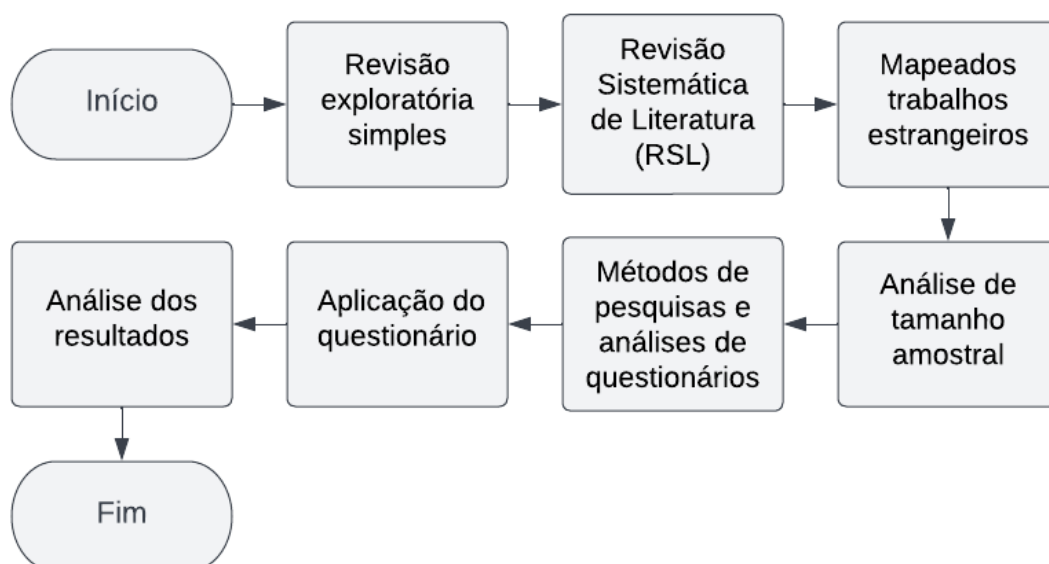 Início
Revisão
exploratória
simples
Revisão
Sistemática
de Literatura
(RSL)
Mapeados
trabalhos
estrangeiros
Análise de
tamanho
amostral
Métodos de
pesquisas e
análises de
questionários
Aplicação do
questionário
Análise dos
resultados
Fim